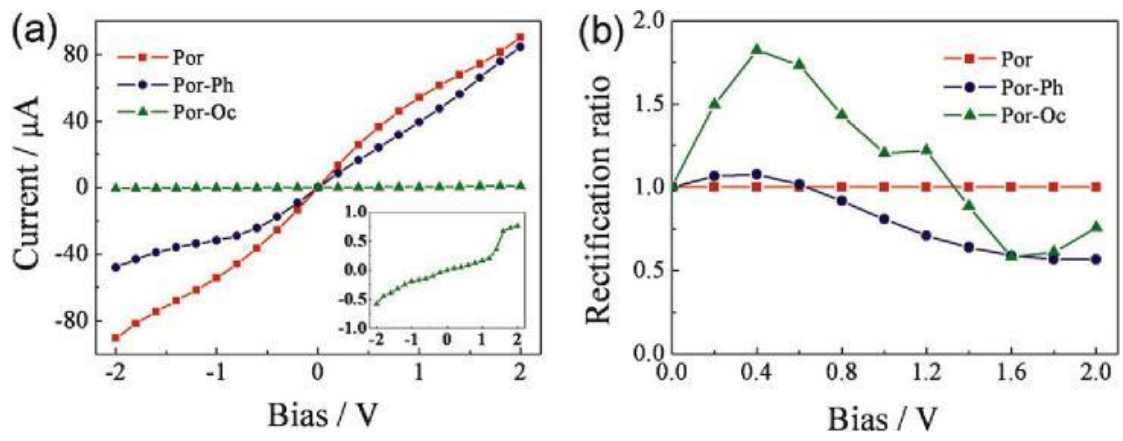 (a)
Current / μA
80
40
0
-40
-80
Por
Por-Ph
Por-Oc
1.0
0.5
0.0
-0.5
-1.0
-2 -1 0 1 2
-2 -1 0 1 2
Bias / V
(b)
Rectification ratio
2.0
1.5
1.0
0.5
0.0
Por
Por-Ph
Por-Oc
0.0 0.4 0.8 1.2 1.6 2.0
Bias / V